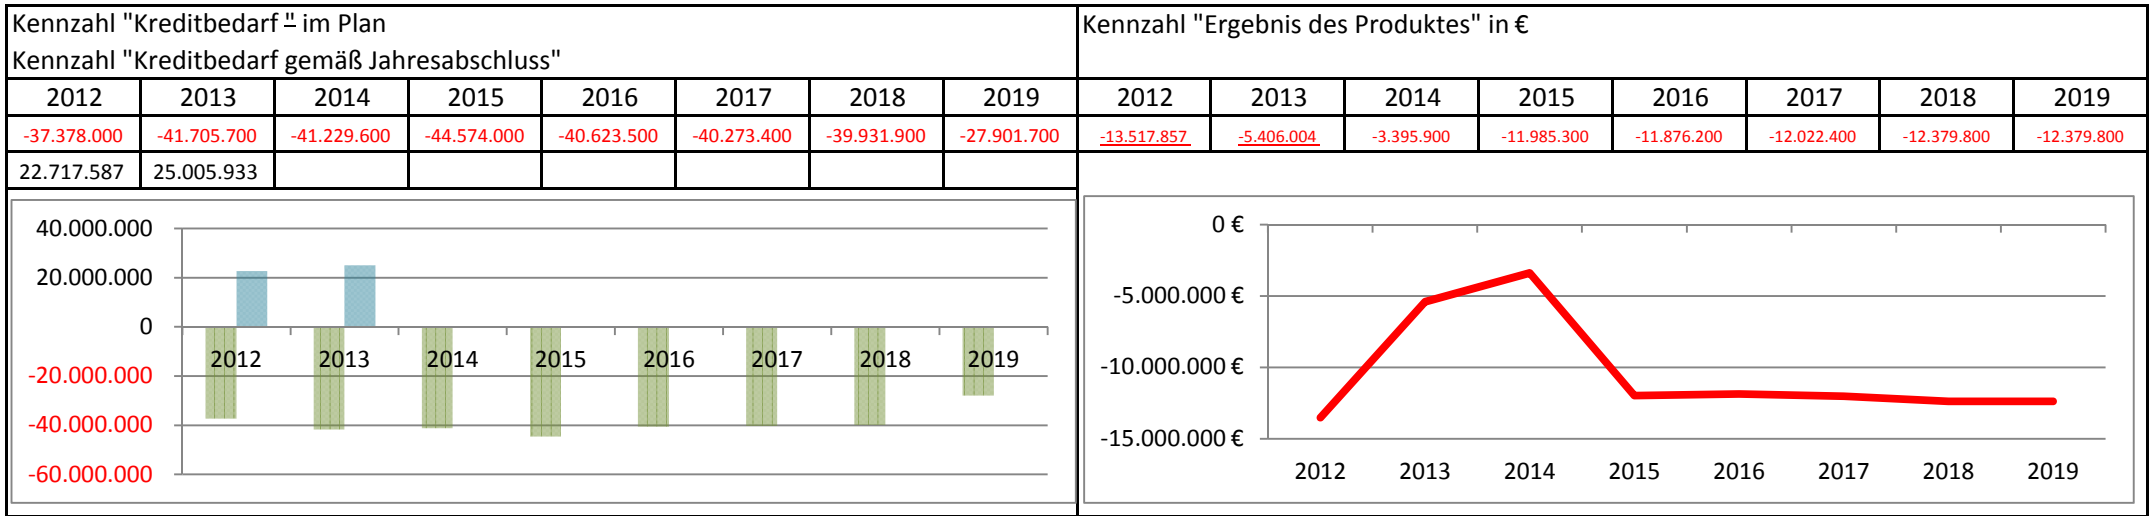 Kennzahl "Kreditbedarf " im Plan
Kennzahl "Kreditbedarf gemäß Jahresabschluss"
2012 2013 2014 2015 2016 2017 2018 2019
-37.378.000 -41.705.700 -41.229.600 -44.574.000 -40.623.500 -40.273.400 -39.931.900 -27.901.700
22.717.587 25.005.933
40.000.000
20.000.000
0
-20.000.000
-40.000.000
-60.000.000
2012 2013 2014 2015 2016 2017 2018 2019
Kennzahl "Ergebnis des Produktes" in €
2012 2013 2014 2015 2016 2017 2018 2019
-13.517.857 -5.406.004 -3.395.900 -11.985.300 -11.876.200 -12.022.400 -12.379.800 -12.379.800
0 €
-5.000.000 €
-10.000.000 €
-15.000.000 €
2012 2013 2014 2015 2016 2017 2018 2019